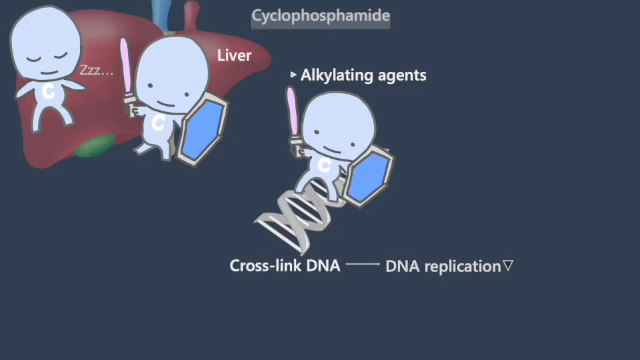 Cyclophosphamide
Liver
Zzz...
▹ Alkylating agents
C
C
C
Cross-link DNA —— DNA replication▽